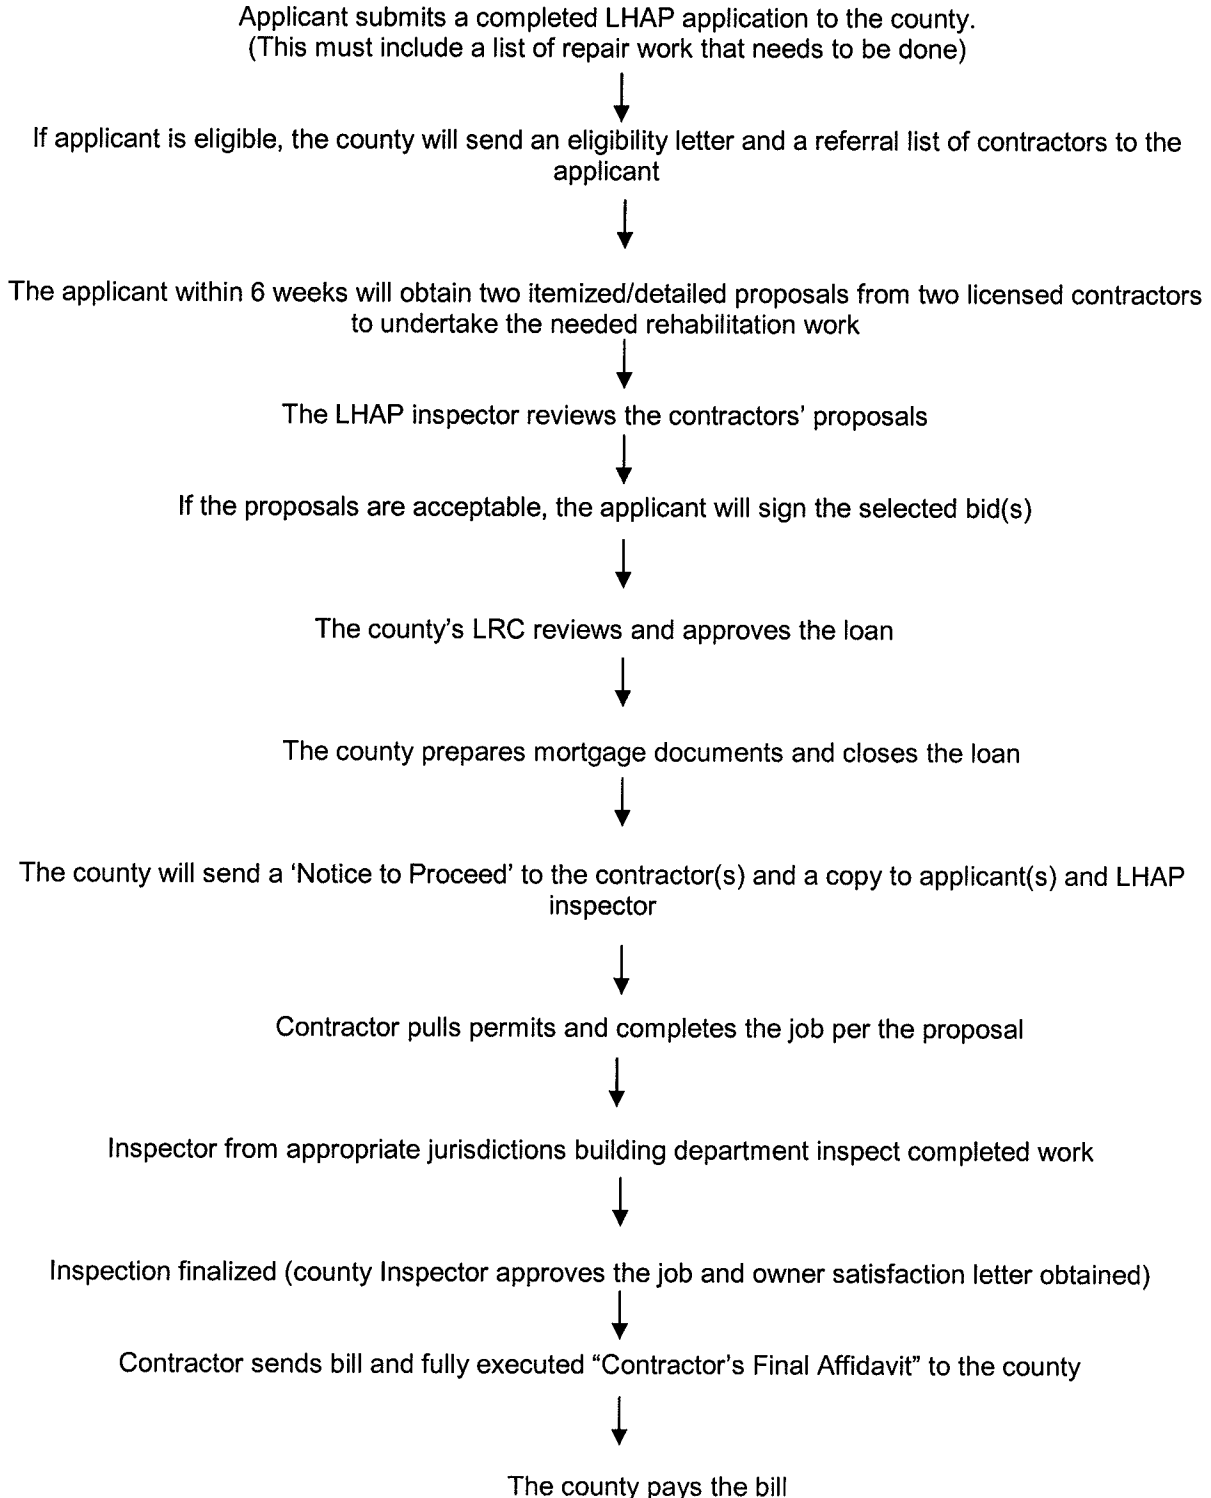 Applicant submits a completed LHAP application to the county.
(This must include a list of repair work that needs to be done)
If applicant is eligible, the county will send an eligibility letter and a referral list of contractors to the
applicant
The applicant within 6 weeks will obtain two itemized/detailed proposals from two licensed contractors
to undertake the needed rehabilitation work
The LHAP inspector reviews the contractors’ proposals
If the proposals are acceptable, the applicant will sign the selected bid(s)
The county’s LRC reviews and approves the loan
The county prepares mortgage documents and closes the loan
The county will send a ‘Notice to Proceed’ to the contractor(s) and a copy to applicant(s) and LHAP
inspector
Contractor pulls permits and completes the job per the proposal
Inspector from appropriate jurisdictions building department inspect completed work
Inspection finalized (county Inspector approves the job and owner satisfaction letter obtained)
Contractor sends bill and fully executed “Contractor’s Final Affidavit” to the county
The county pays the bill